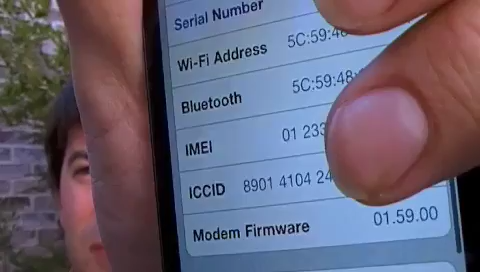 Serial Number
Wi-Fi Address 5C:59:48
Bluetooth 5C:59:48
IMEI 01 233
ICCID 8901 4104 24
Modem Firmware 01.59.00